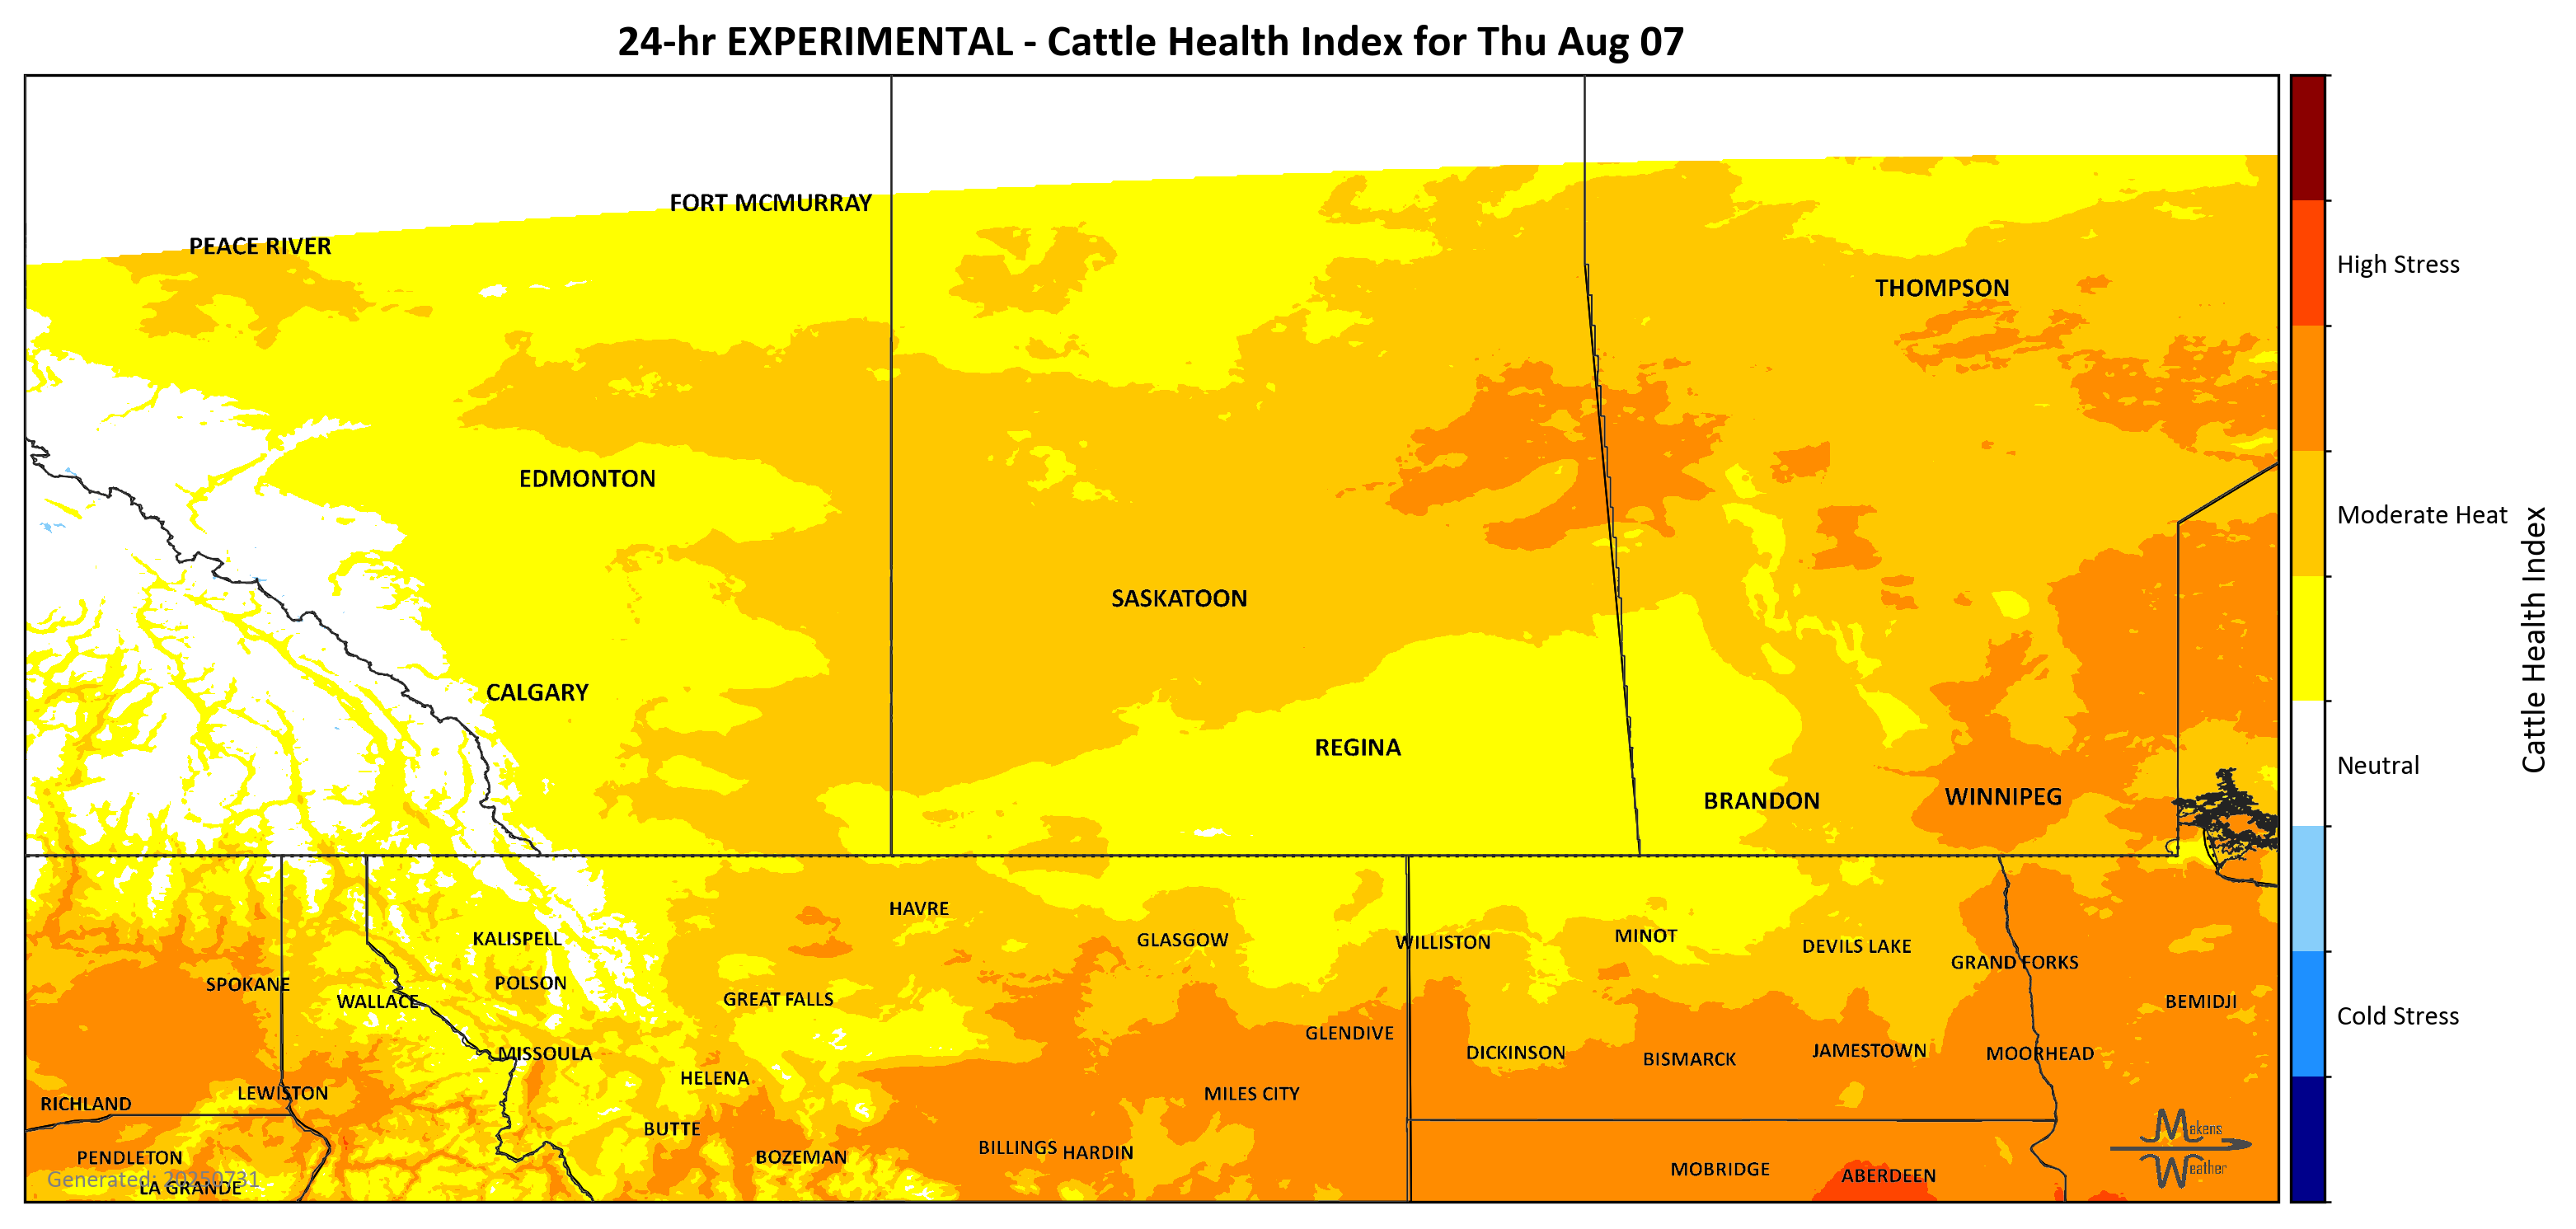 24-hr EXPERIMENTAL - Cattle Health Index for Thu Aug 07
FORT MCMURRAY
PEACE RIVER
High Stress
THOMPSON
EDMONTON
Moderate Heat
SASKATOON
Cattle Health Index
CALGARY
REGINA
Neutral
BRANDON
WINNIPEG
HAVRE
KALISPELL
GLASGOW
WILLISTON
MINOT
DEVILS LAKE
GRAND FORKS
SPOKANE
POLSON
WALLACE
GREAT FALLS
BEMIDJI
Cold Stress
GLENDIVE
MISSOULA
DICKINSON
BISMARCK
JAMESTOWN
MOORHEAD
HELENA
LEWISTON
MILES CITY
RICHLAND
BUTTE
Makens
Weather
BILLINGS
HARDIN
PENDLETON
BOZEMAN
MOBRIDGE
ABERDEEN
Generated: 20250731
LA GRANDE